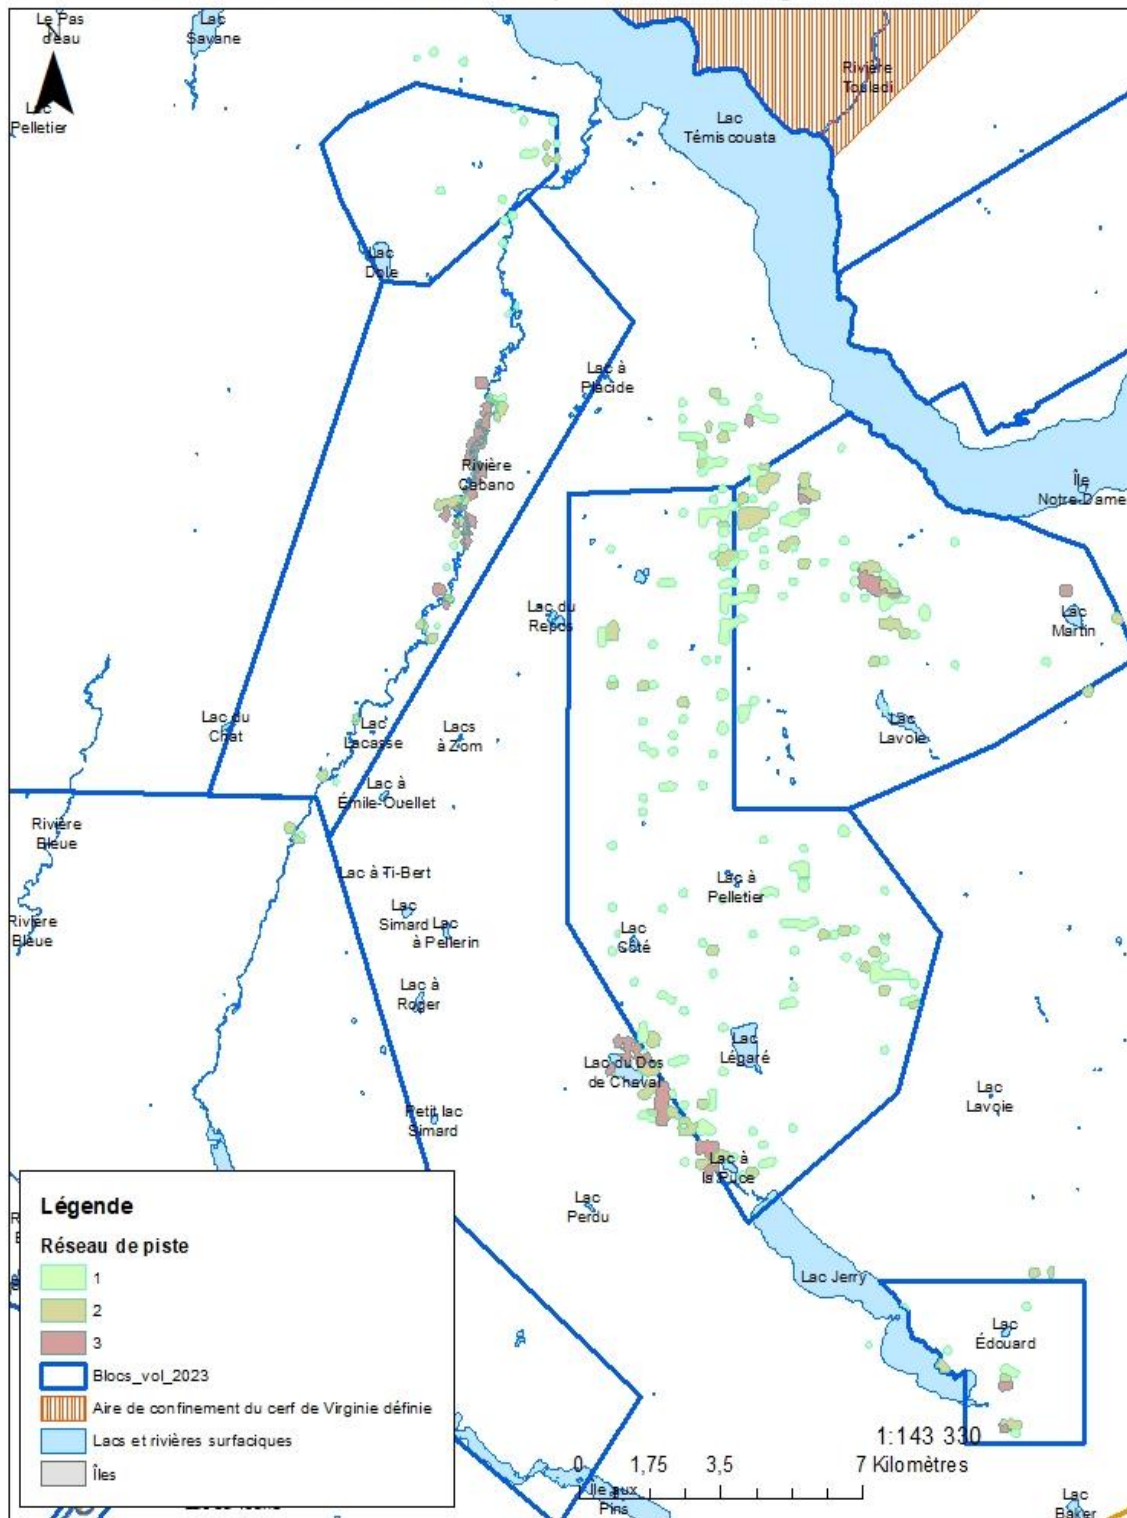 Le Pas
d'eau
Lac
Savane
N
Lac
Pelletier
Rivière
Touladi
Lac
Témiscouata
Lac
Dole
Lac à
Placide
Rivière
Cabano
Île
Notre-Dame
Lac du
Repos
Lac
Martin
Lac du
Chat
Lac
Lacasse
Lacs
à Zom
Lac
Lavoie
Lac à
Émile-Ouellet
Rivière
Bleue
Lac à Ti-Bert
Lac à
Pelletier
Lac
Simard
Lac
à Pellerin
Rivière
Bleue
Lac
Côté
Lac à
Roger
Lac
Légaré
Lac du Dos
de Cheval
Lac
Lavoie
Petit lac
Simard
Lac à
la Puce
Lac
Perdu
Lac Jerry
Lac
Édouard
Légende
Réseau de piste
1
2
3
Blocs_vol_2023
Aire de confinement du cerf de Virginie définie
Lacs et rivières surfaciques
Îles
1:143 330
0 1,75 3,5 7 Kilomètres
Ile aux
Pins
Lac
Baker